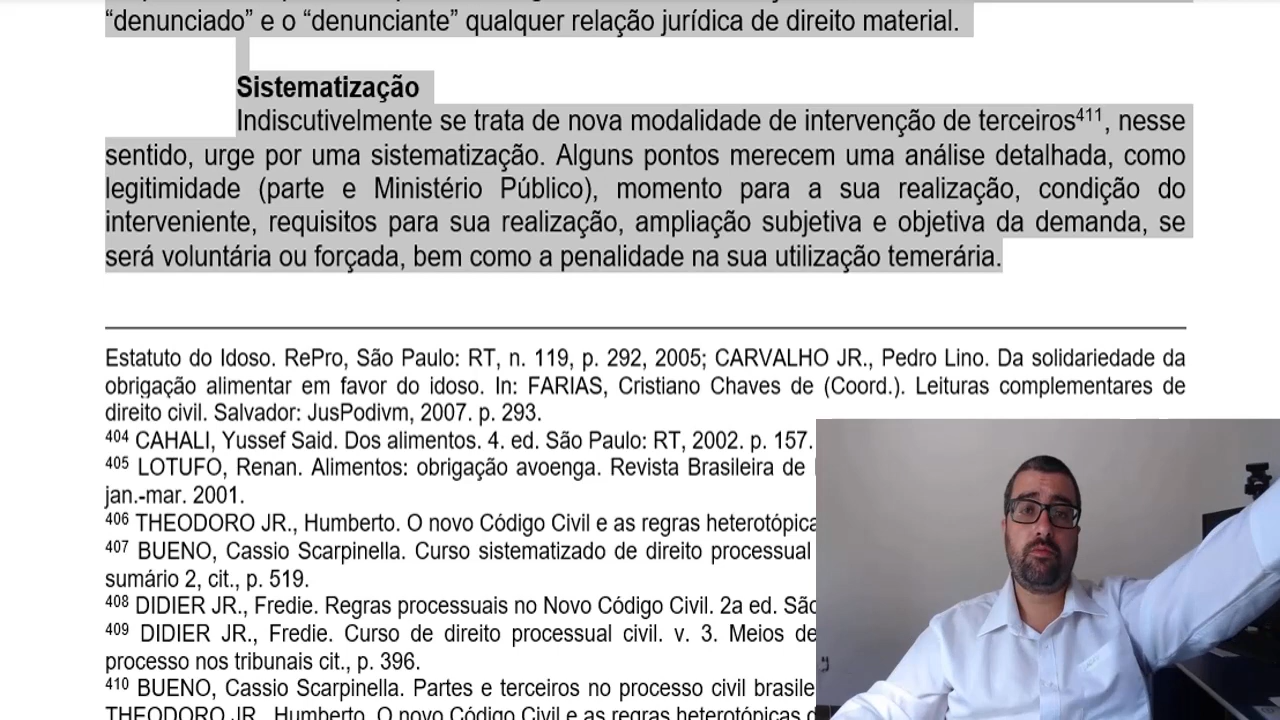 “denunciado” e o “denunciante” qualquer relação jurídica de direito material.
Sistematização
Indiscutivelmente se trata de nova modalidade de intervenção de terceiros⁴¹¹, nesse
sentido, urge por uma sistematização. Alguns pontos merecem uma análise detalhada, como
legitimidade (parte e Ministério Público), momento para a sua realização, condição do
interveniente, requisitos para sua realização, ampliação subjetiva e objetiva da demanda, se
será voluntária ou forçada, bem como a penalidade na sua utilização temerária.
Estatuto do Idoso. RePro, São Paulo: RT, n. 119, p. 292, 2005; CARVALHO JR., Pedro Lino. Da solidariedade da
obrigação alimentar em favor do idoso. In: FARIAS, Cristiano Chaves de (Coord.). Leituras complementares de
direito civil. Salvador: JusPodivm, 2007. p. 293.
⁴⁰⁴ CAHALI, Yussef Said. Dos alimentos. 4. ed. São Paulo: RT, 2002. p. 157.
⁴⁰⁵ LOTUFO, Renan. Alimentos: obrigação avoenga. Revista Brasileira de
jan.-mar. 2001.
⁴⁰⁶ THEODORO JR., Humberto. O novo Código Civil e as regras heterotópica
⁴⁰⁷ BUENO, Cassio Scarpinella. Curso sistematizado de direito processual
sumário 2, cit., p. 519.
⁴⁰⁸ DIDIER JR., Fredie. Regras processuais no Novo Código Civil. 2a ed. São
⁴⁰⁹ DIDIER JR., Fredie. Curso de direito processual civil. v. 3. Meios de
processo nos tribunais cit., p. 396.
⁴¹⁰ BUENO, Cassio Scarpinella. Partes e terceiros no processo civil brasile
THEODORO JR., Humberto. O novo Código Civil e as regras heterotópicas d